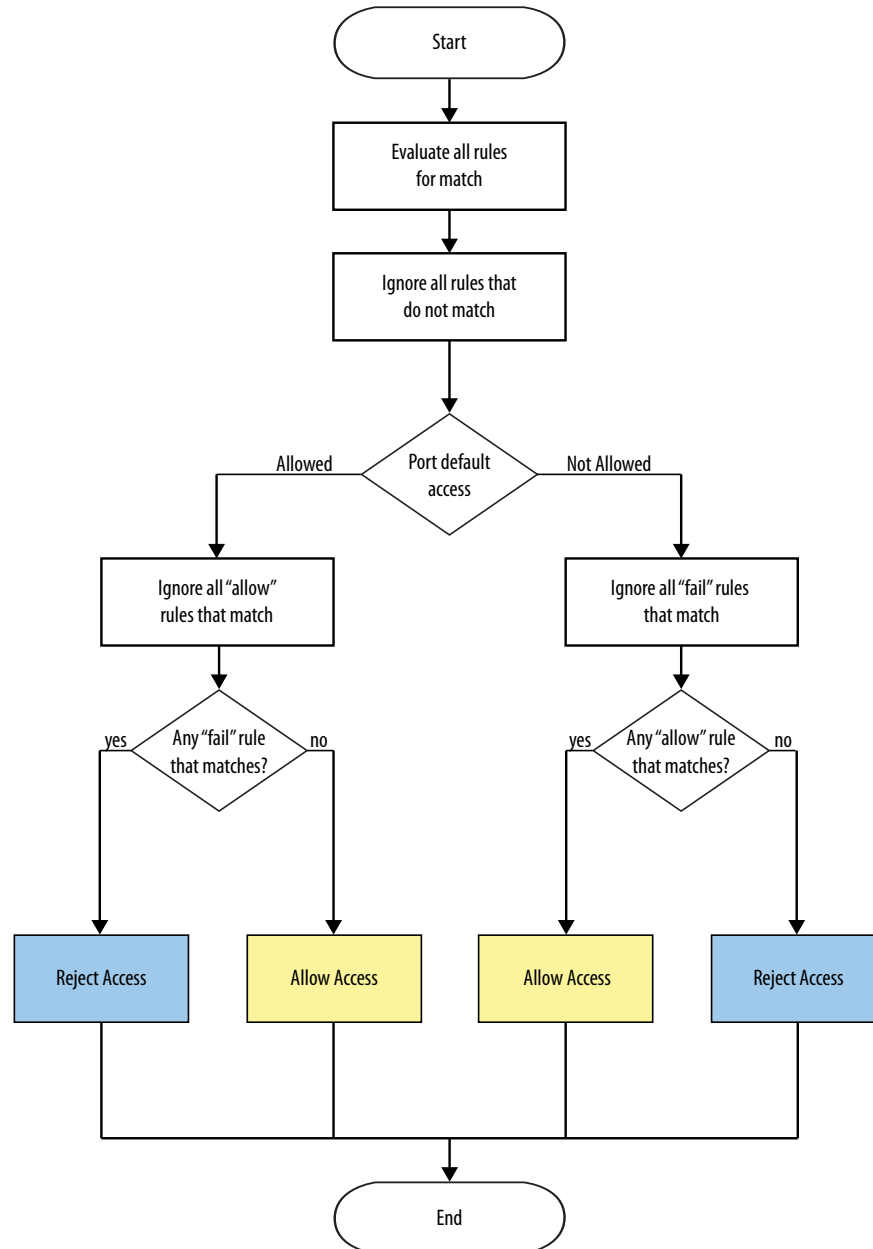 Start
Evaluate all rules
for match
Ignore all rules that
do not match
Port default
access
Allowed
Not Allowed
Ignore all “allow”
rules that match
Ignore all “fail” rules
that match
yes
Any “fail” rule
that matches?
no
yes
Any “allow” rule
that matches?
no
Reject Access
Allow Access
Allow Access
Reject Access
End